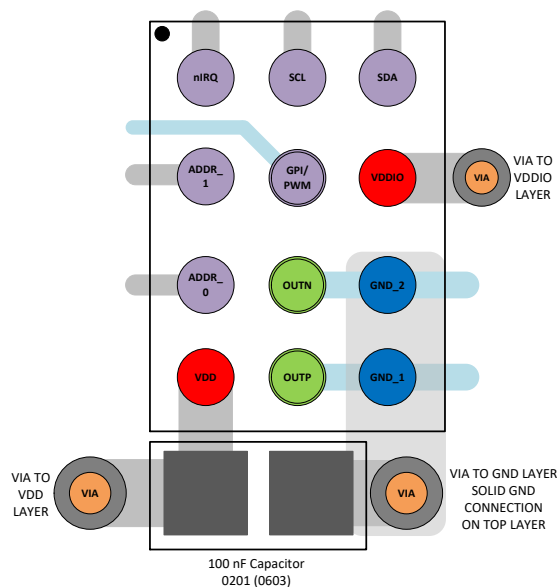 nIRQ
SCL
SDA
ADDR_
1
GPI/
PWM
VDDIO
VIA
VIA TO
VDDIO
LAYER
ADDR_
0
OUTN
GND_2
VDD
OUTP
GND_1
VIA TO
VDD
LAYER
VIA
VIA
VIA TO GND LAYER
SOLID GND
CONNECTION
ON TOP LAYER
100 nF Capacitor
0201 (0603)